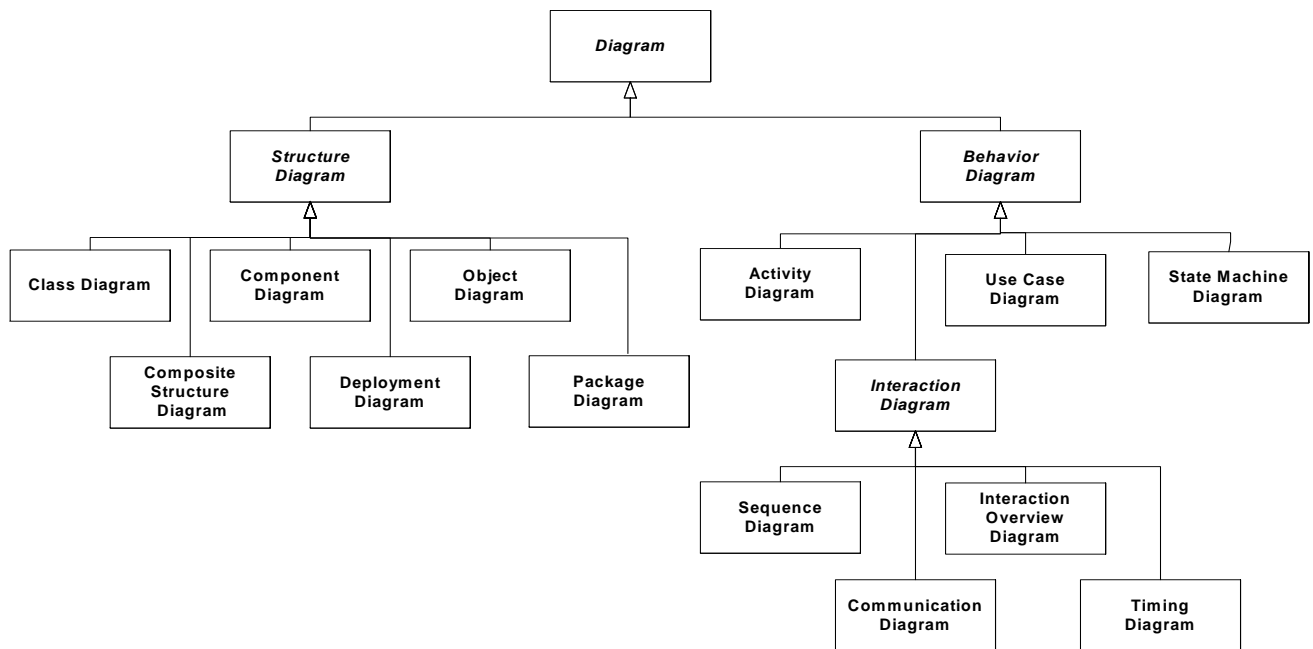 Diagram
Structure
Diagram
Behavior
Diagram
Class Diagram
Component
Diagram
Object
Diagram
Activity
Diagram
Use Case
Diagram
State Machine
Diagram
Composite
Structure
Diagram
Deployment
Diagram
Package
Diagram
Interaction
Diagram
Sequence
Diagram
Interaction
Overview
Diagram
Communication
Diagram
Timing
Diagram